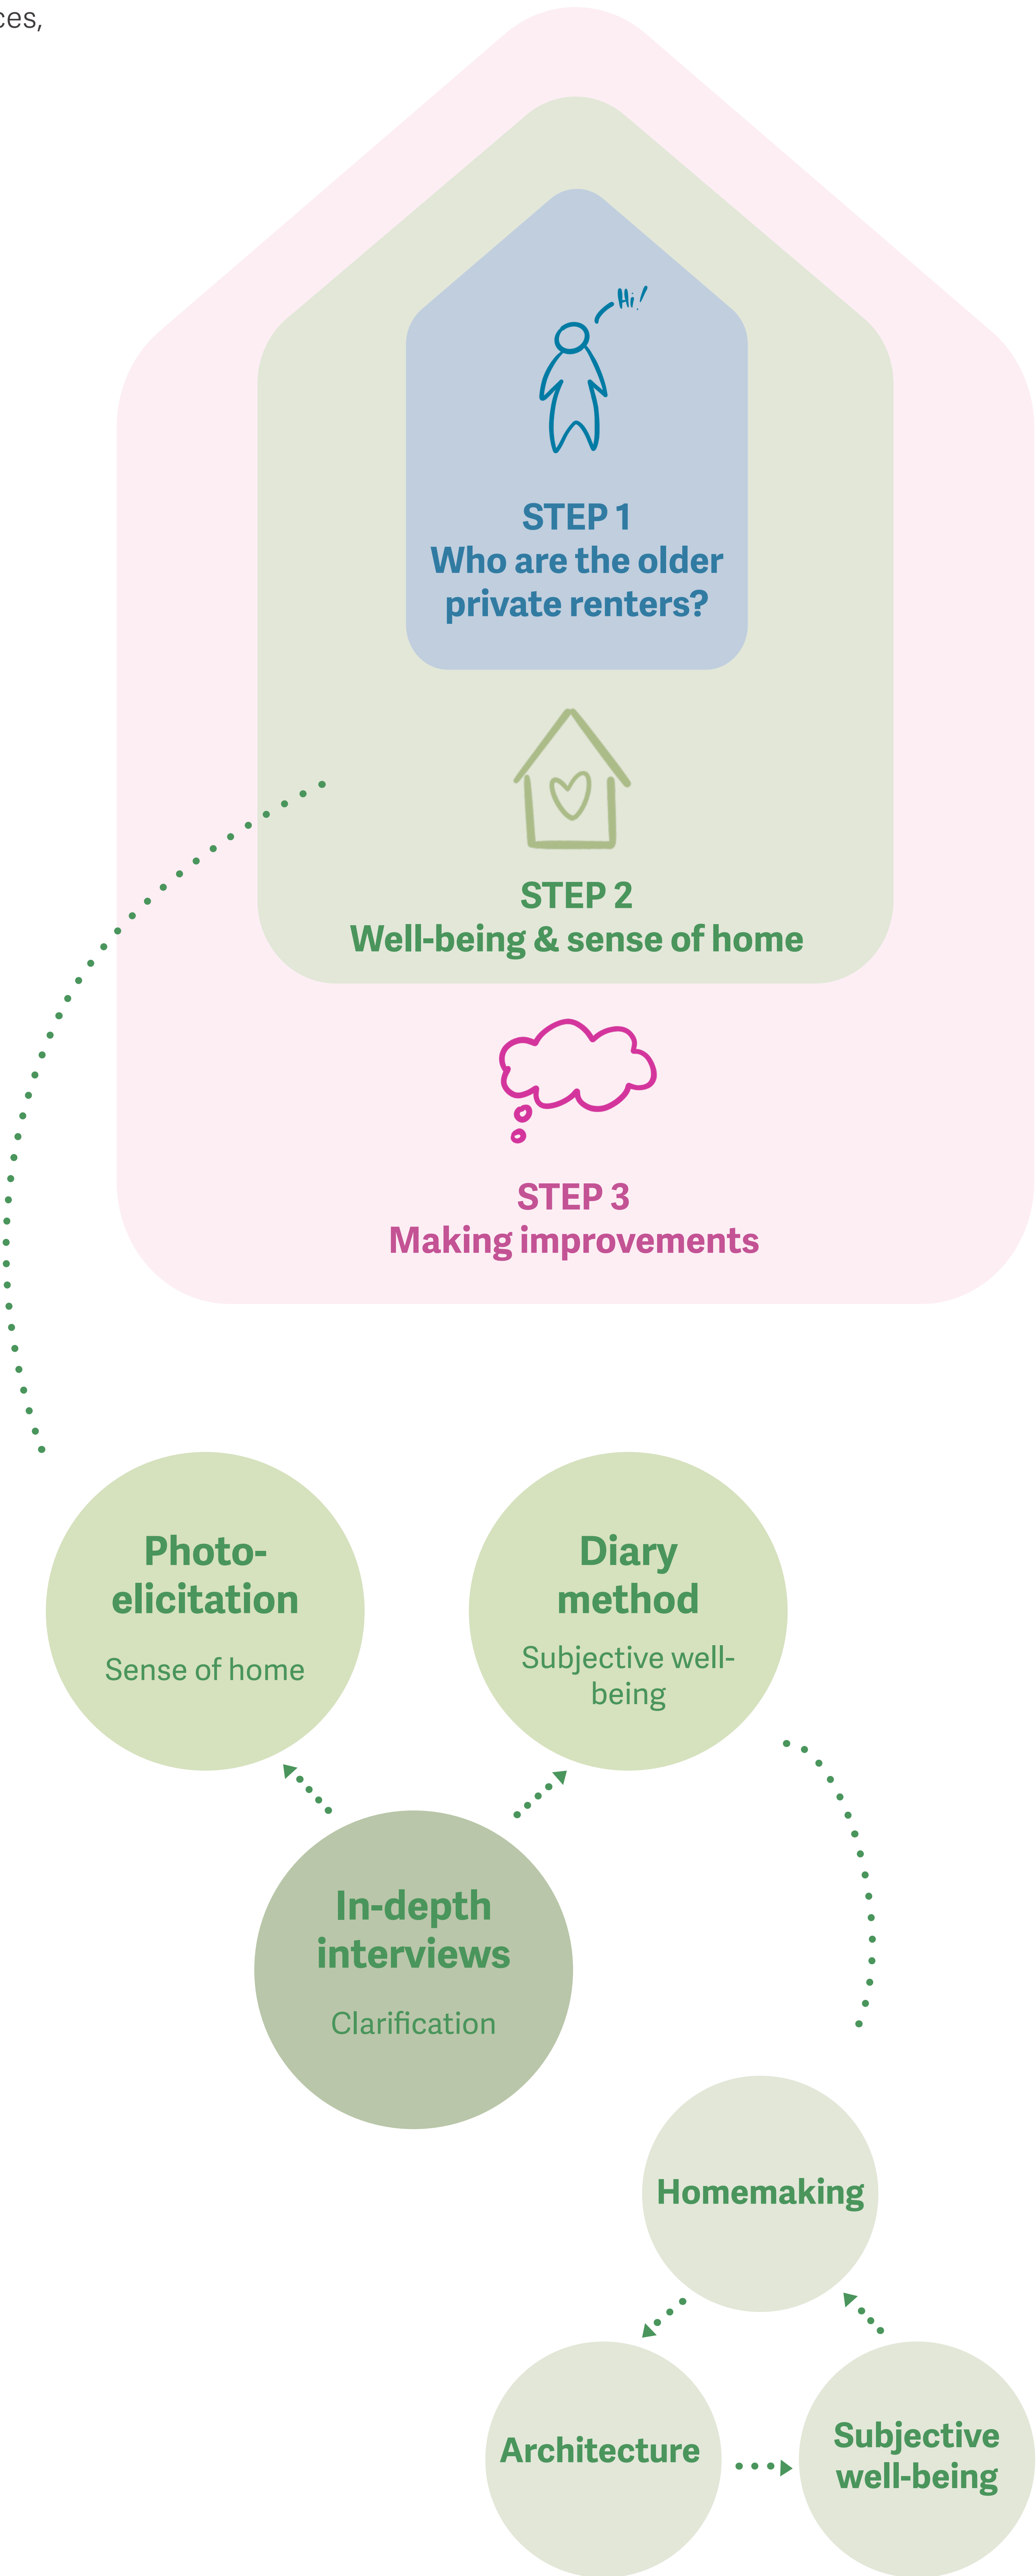 ces,
Hi!
STEP 1
Who are the older
private renters?
STEP 2
Well-being & sense of home
STEP 3
Making improvements
Photo-
elicitation
Sense of home
Diary
method
Subjective well-
being
In-depth
interviews
Clarification
Homemaking
Architecture
Subjective
well-being